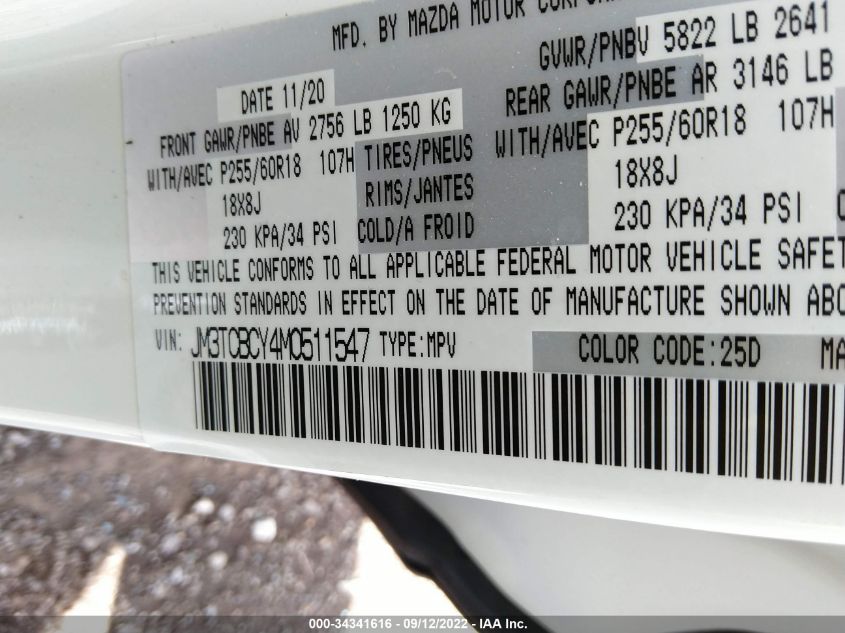 MFD. BY MAZDA MOTOR
DATE 11/20
GVWR/PNBV 5822 LB 2641
FRONT GAWR/PNBE AV 2756 LB 1250 KG
REAR GAWR/PNBE AR 3146 LB
WITH/AVEC P255/60R18 107H TIRES/PNEUS WITH/AVEC P255/60R18 107H
18X8J RIMS/JANTES 18X8J
230 KPA/34 PSI COLD/A FROID 230 KPA/34 PSI
THIS VEHICLE CONFORMS TO ALL APPLICABLE FEDERAL MOTOR VEHICLE SAFET
PREVENTION STANDARDS IN EFFECT ON THE DATE OF MANUFACTURE SHOWN ABO
VIN: JM3TCBCY4M0511547 TYPE:MPV COLOR CODE:25D MA
000-34341616 - 09/12/2022 - IAA Inc.